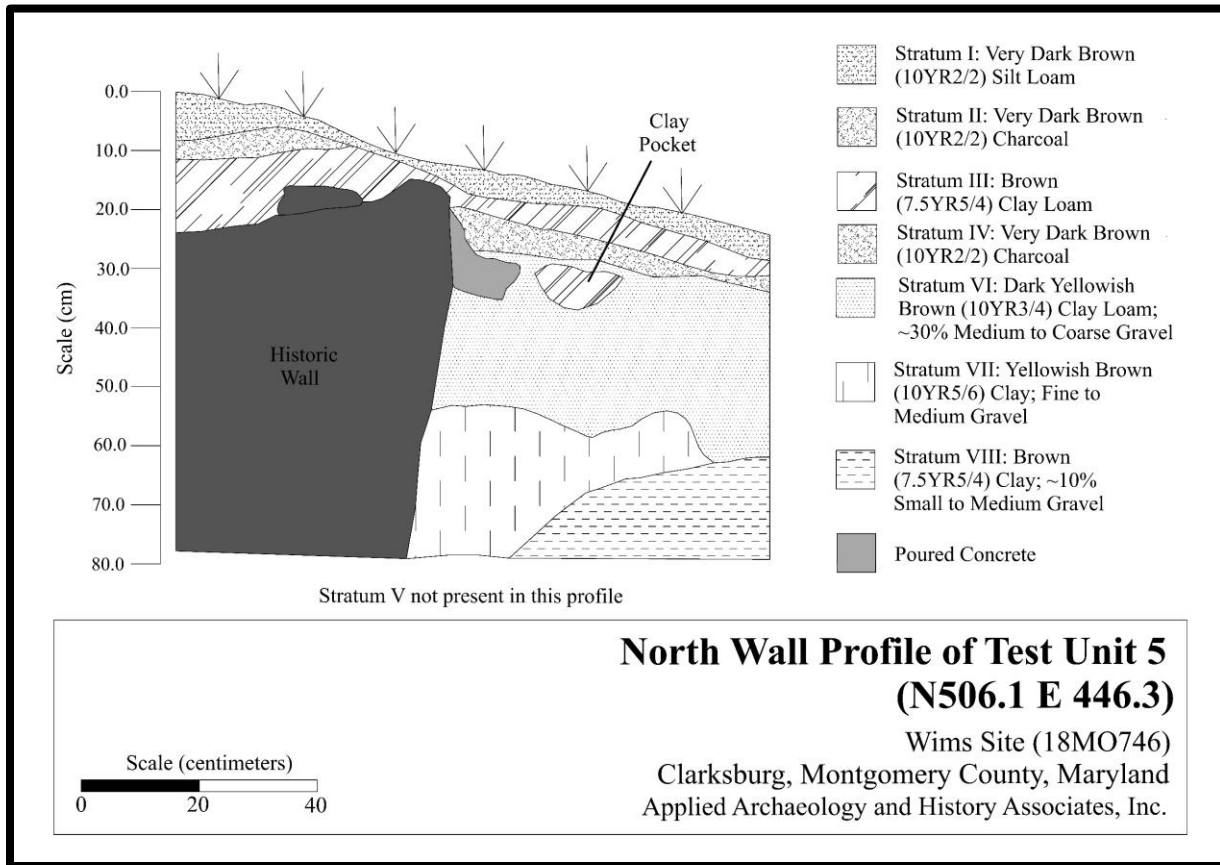 0.0
10.0
20.0
30.0
40.0
50.0
60.0
70.0
80.0
Scale (cm)
Clay
Pocket
Historic
Wall
Stratum V not present in this profile
Stratum I: Very Dark Brown
(10YR2/2) Silt Loam
Stratum II: Very Dark Brown
(10YR2/2) Charcoal
Stratum III: Brown
(7.5YR5/4) Clay Loam
Stratum IV: Very Dark Brown
(10YR2/2) Charcoal
Stratum VI: Dark Yellowish
Brown (10YR3/4) Clay Loam;
~30% Medium to Coarse Gravel
Stratum VII: Yellowish Brown
(10YR5/6) Clay; Fine to
Medium Gravel
Stratum VIII: Brown
(7.5YR5/4) Clay; ~10%
Small to Medium Gravel
Poured Concrete
North Wall Profile of Test Unit 5
(N506.1 E 446.3)
Wims Site (18MO746)
Clarksburg, Montgomery County, Maryland
Applied Archaeology and History Associates, Inc.
Scale (centimeters)
0 20 40